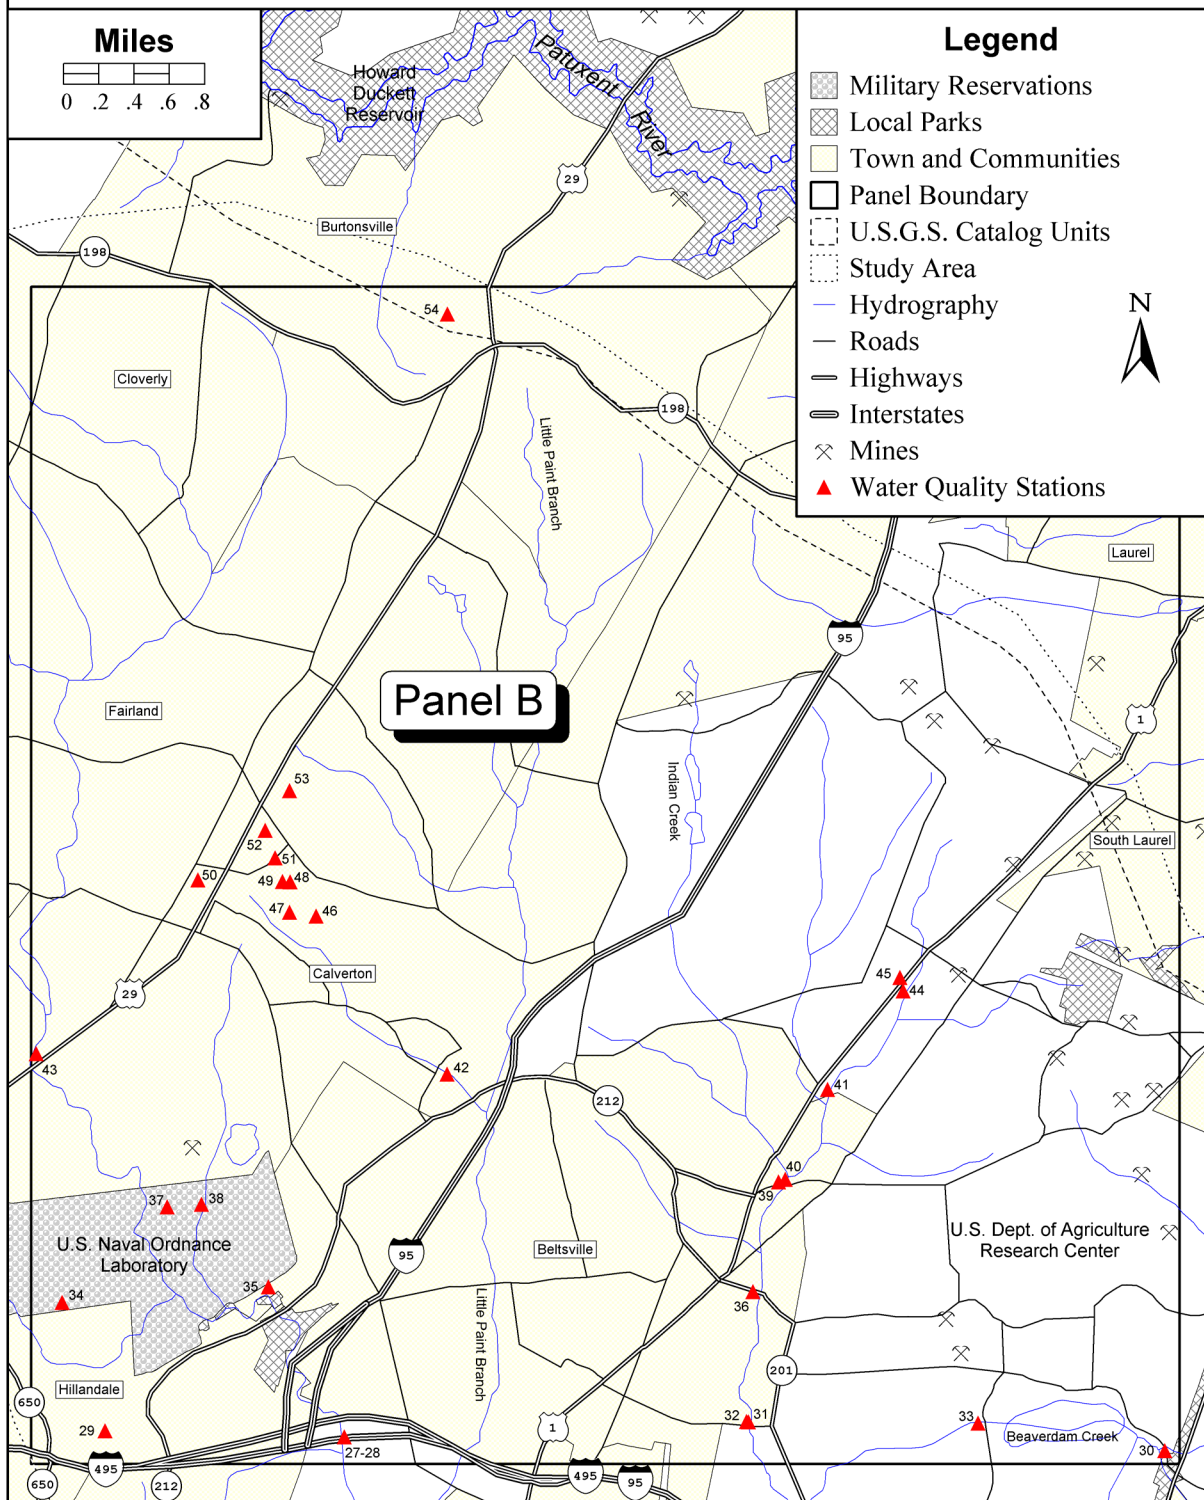 Miles
0 .2 .4 .6 .8
Howard
Duckett
Reservoir
Patuxent
River
Legend
Military Reservations
Local Parks
Town and Communities
Panel Boundary
U.S.G.S. Catalog Units
Study Area
Hydrography
Roads
Highways
Interstates
Mines
Water Quality Stations
N
29
Burtonsville
198
54
Cloverly
198
Little Paint Branch
Laurel
95
Panel B
Fairland
1
Indian Creek
53
52
51
South Laurel
50
49
48
47
46
Calverton
45
44
29
43
42
41
212
40
39
37
38
U.S. Naval Ordnance
Laboratory
U.S. Dept. of Agriculture
Research Center
95
Beltsville
35
34
36
Little Paint Branch
201
Hillandale
650
29
32
31
33
Beaverdam Creek
30
1
27-28
495
495
95
650
212